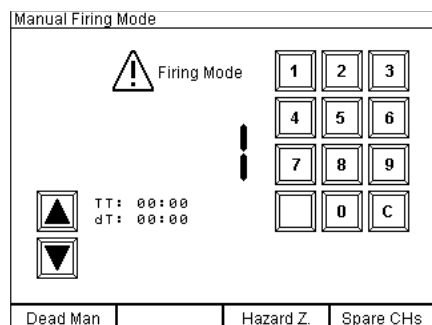 Manual Firing Mode
Firing Mode
1 2 3
4 5 6
1
7 8 9
0 C
TT: 00:00
dT: 00:00
Dead Man Hazard Z. Spare CHs